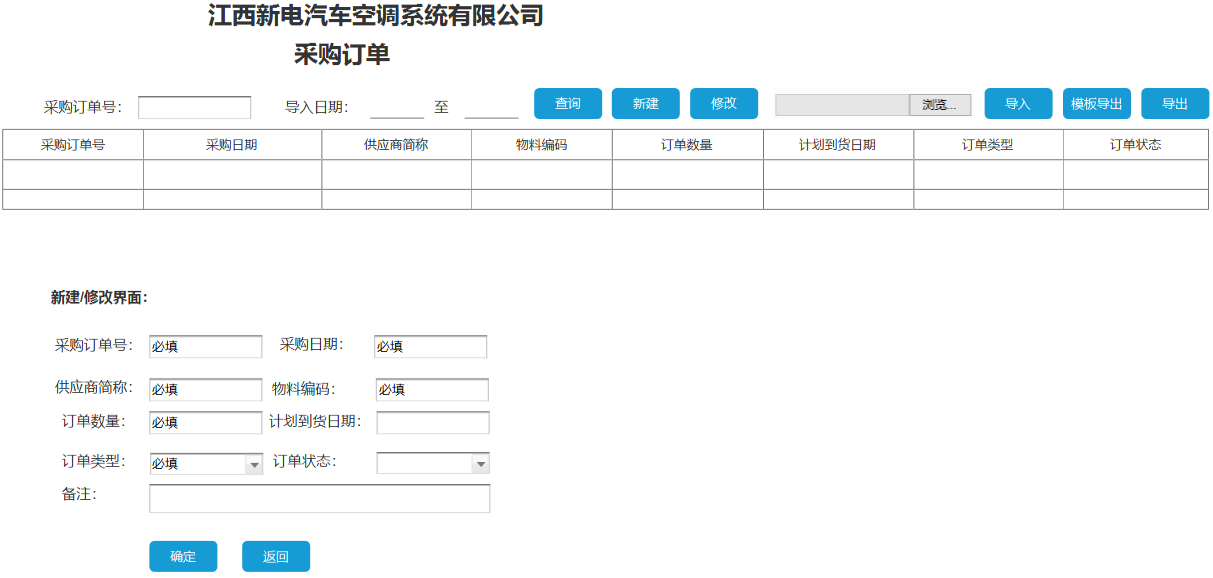 江西新电汽车空调系统有限公司
采购订单
采购订单号： 导入日期： 至 查询 新建 修改 浏览... 导入 模板导出 导出
采购订单号 采购日期 供应商简称 物料编码 订单数量 计划到货日期 订单类型 订单状态
新建/修改界面：
采购订单号： 必填 采购日期： 必填
供应商简称： 必填 物料编码： 必填
订单数量： 必填 计划到货日期：
订单类型： 必填 订单状态：
备注：
确定 返回